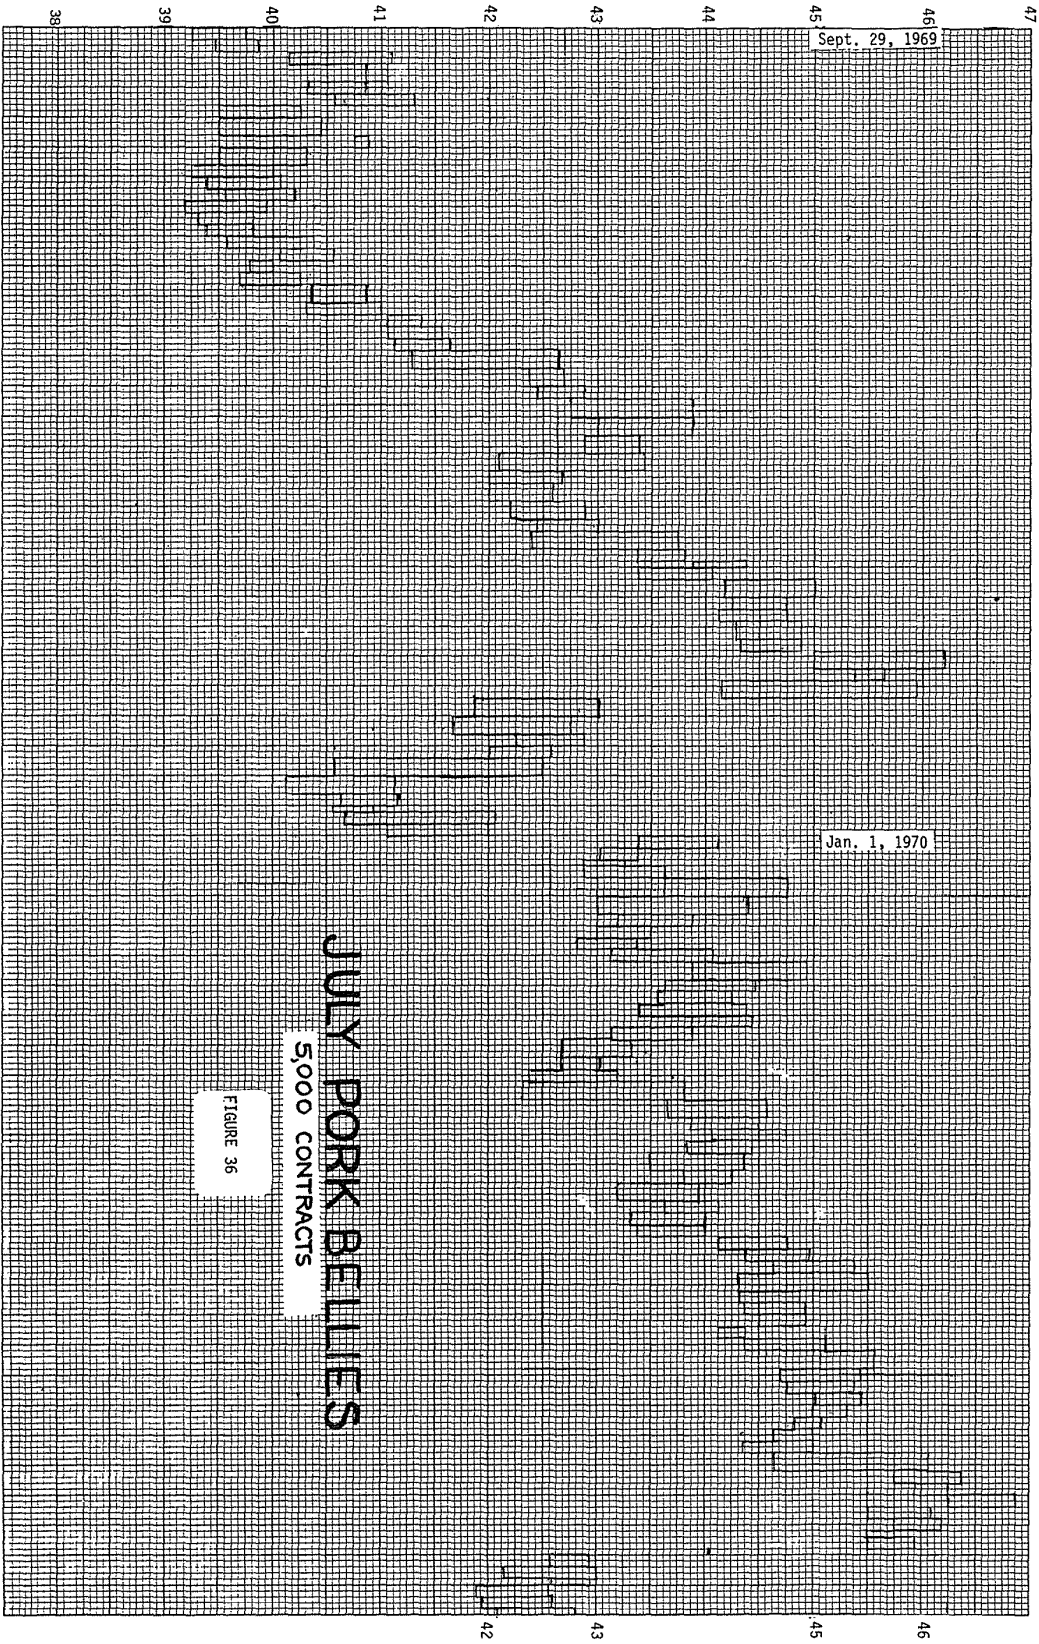 38
39
40
41
42
43
44
45
46
47
Sept. 29, 1969
Jan. 1, 1970
JULY PORK BELLIES
5,000 CONTRACTS
FIGURE 36
42
43
45
46